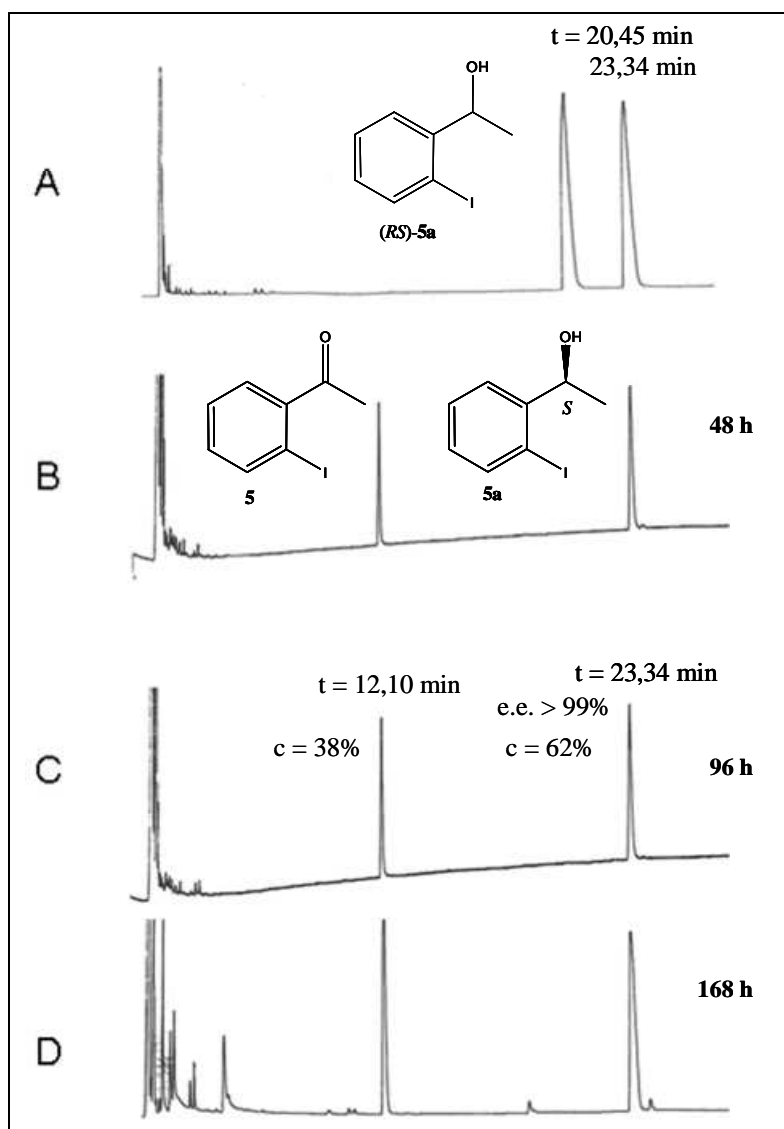 t = 20,45 min
23,34 min
OH
A
I
(RS)-5a
O
OH
S
48 h
B
I
I
5
5a
t = 12,10 min
t = 23,34 min
e.e. > 99%
c = 38%
c = 62%
96 h
C
168 h
D